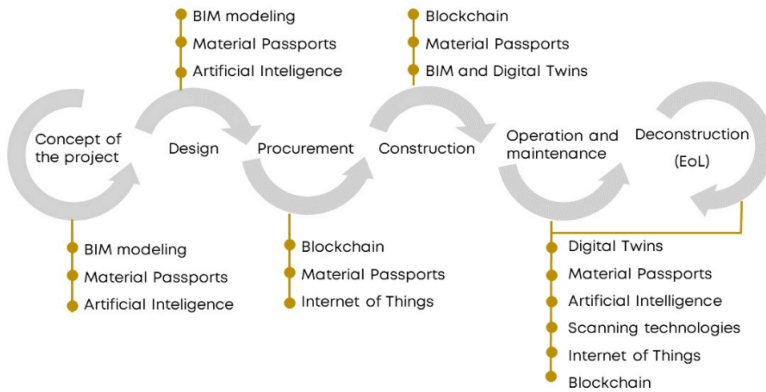 BIM modeling
Material Passports
Artificial Inteligence
Blockchain
Material Passports
BIM and Digital Twins
Concept of
the project
Design
Procurement
Construction
Operation and
maintenance
Deconstruction
(EoL)
BIM modeling
Material Passports
Artificial Inteligence
Blockchain
Material Passports
Internet of Things
Digital Twins
Material Passports
Artificial Intelligence
Scanning technologies
Internet of Things
Blockchain